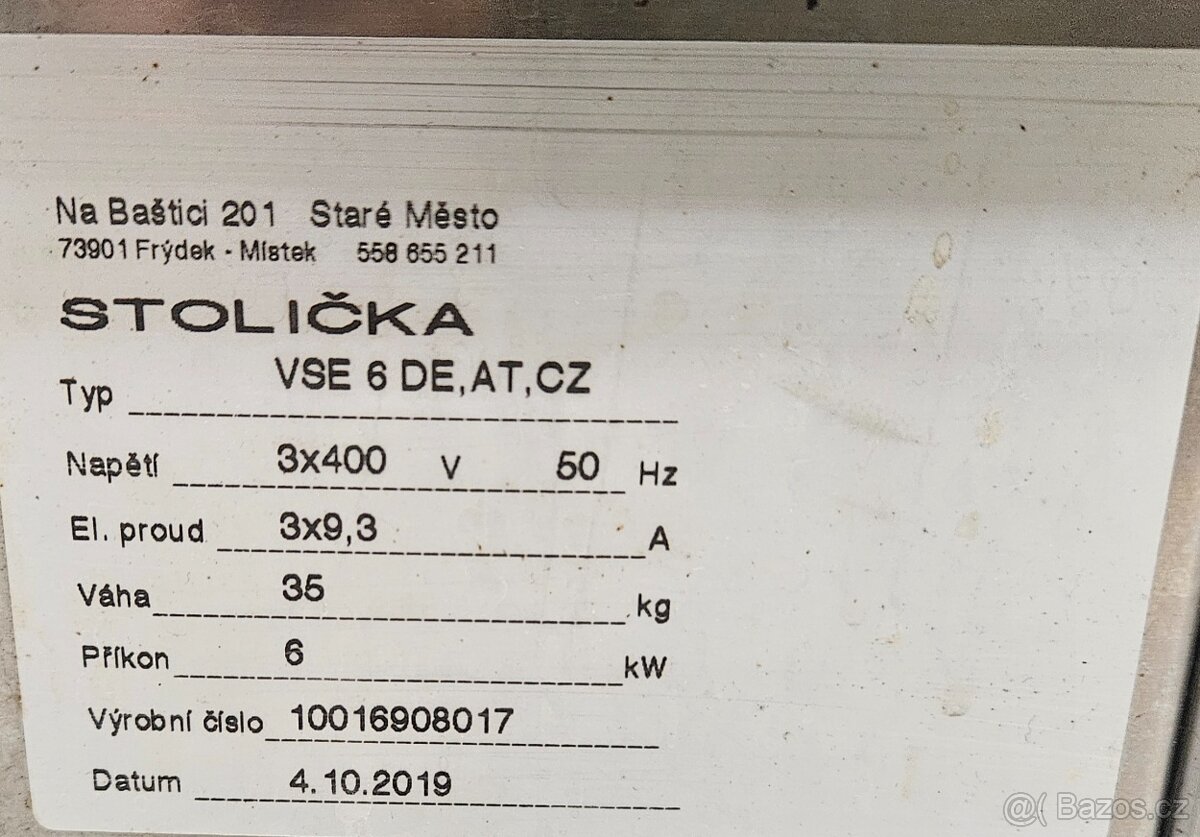 Na Baštici 201 Staré Město
73901 Frýdek - Místek 558 655 211
STOLIČKA
Typ VSE 6 DE,AT,CZ
Napětí 3x400 V 50 Hz
El. proud 3x9,3 A
Váha 35 kg
Příkon 6 kW
Výrobní číslo 10016908017
Datum 4.10.2019
@( Bazos.cz